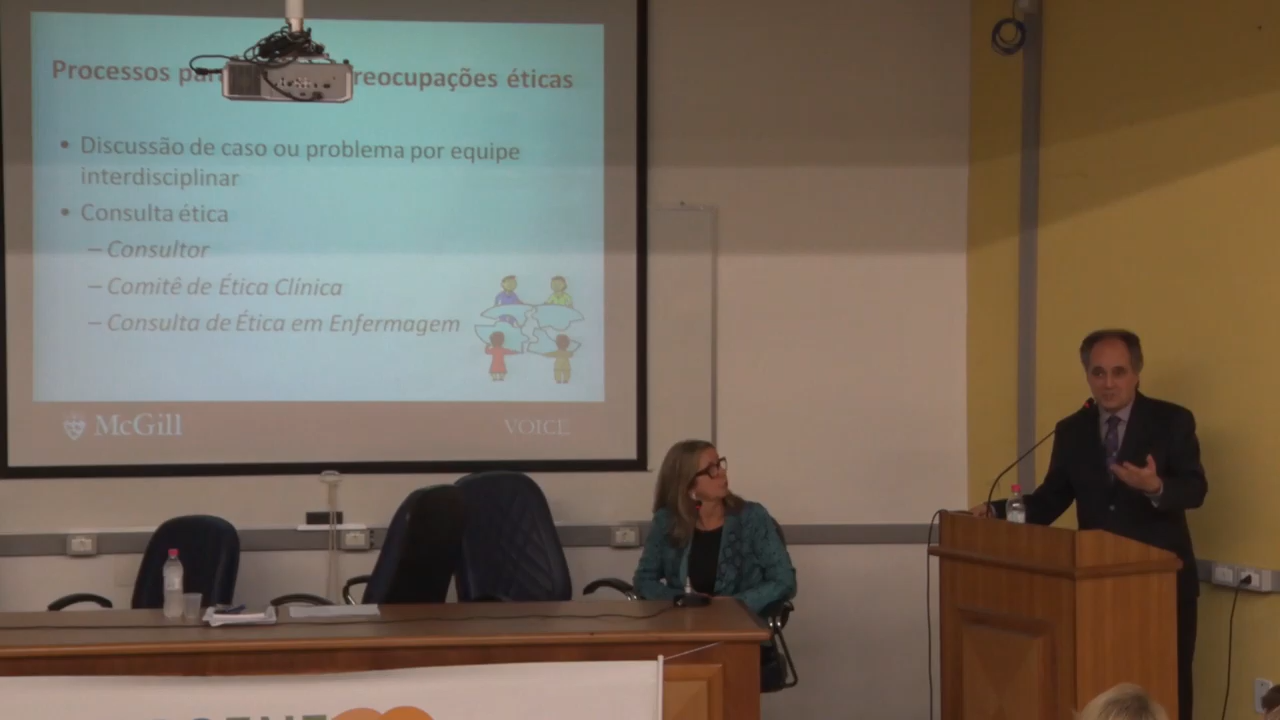 Processos reocupações éticas
• Discussão de caso ou problema por equipe
interdisciplinar
• Consulta ética
– Consultor
– Comitê de Ética Clínica
– Consulta de Ética em Enfermagem
McGill VOICE